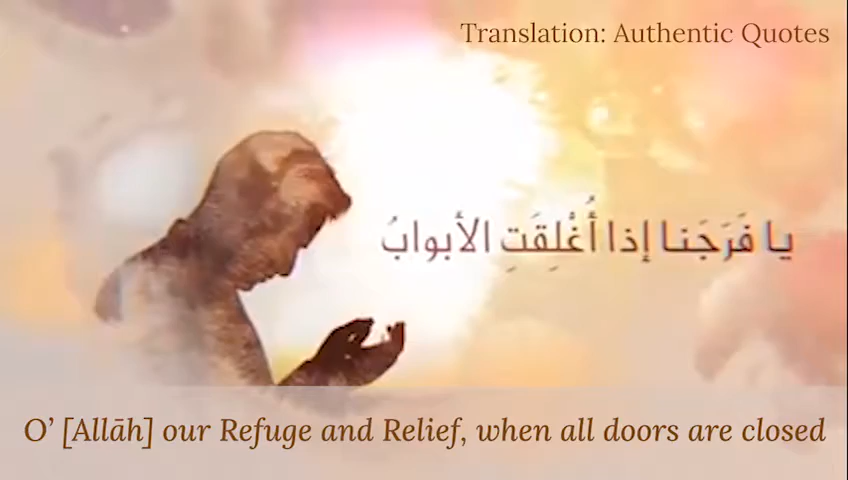 Translation: Authentic Quotes
يا فَرَجَنا إذا أُغْلِقَتِ الأبوابُ
O’ [Allāh] our Refuge and Relief, when all doors are closed